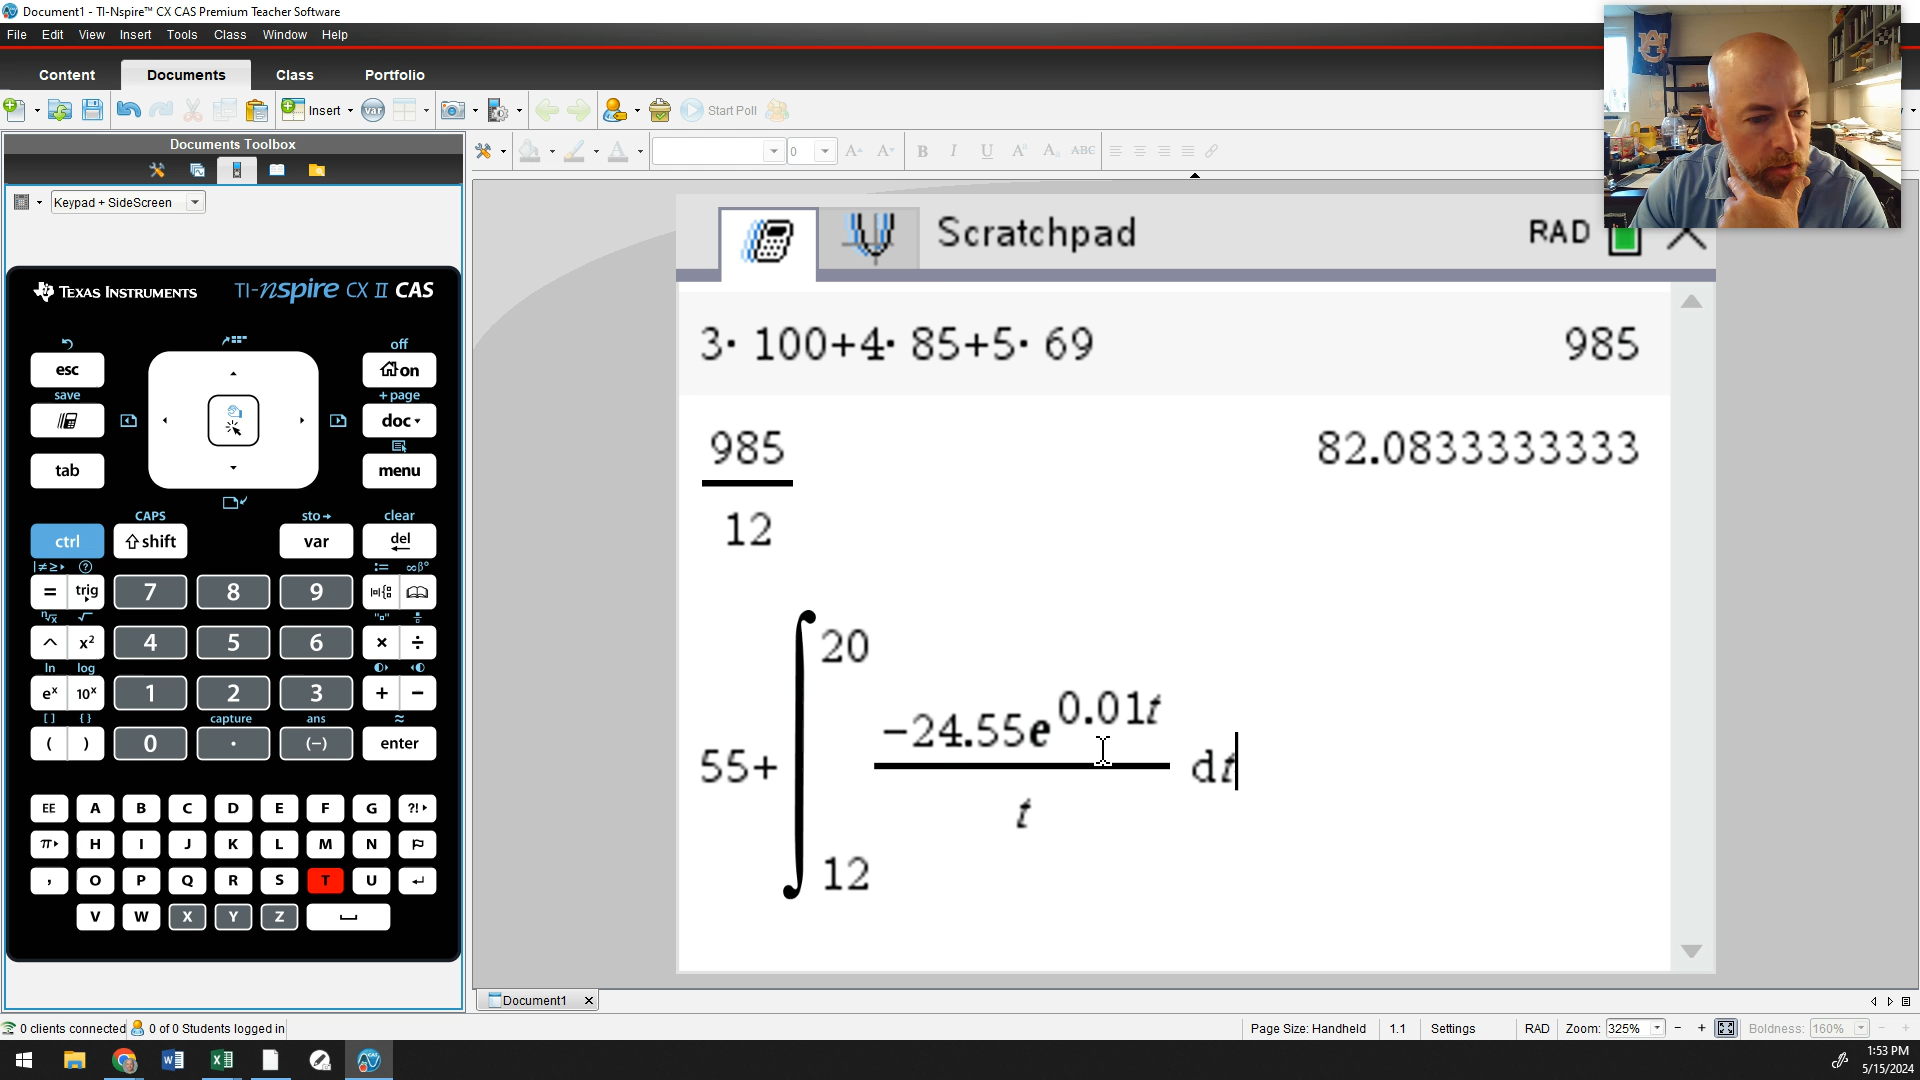 Document1 - TI-Nspire™ CX CAS Premium Teacher Software
File Edit View Insert Tools Class Window Help
Content Documents Class Portfolio
Insert var Start Poll
Documents Toolbox
0 A A B I U A A ABC
Keypad + SideScreen
Scratchpad RAD
TEXAS INSTRUMENTS TI-nspire CX II CAS
3· 100+4· 85+5· 69 985
985/12 82.0833333333
55+∫ 12 20 −24.55e^0.01t/t dt
off
esc on
save + page
doc
tab menu
CAPS sto→ clear
ctrl shift var del
|≠≥▸ ? := ∞β°
= trig 7 8 9
ⁿ√x √ "□"
^ x² 4 5 6 × ÷
ln log
eˣ 10ˣ 1 2 3 + −
[ ] { } capture ans ≈
( ) 0 . (−) enter
EE A B C D E F G ?!▸
π▸ H I J K L M N
, O P Q R S T U
V W X Y Z
Document1
0 clients connected 0 of 0 Students logged in Page Size: Handheld 1.1 Settings RAD Zoom: 325% − + Boldness: 160% − +
1:53 PM
5/15/2024